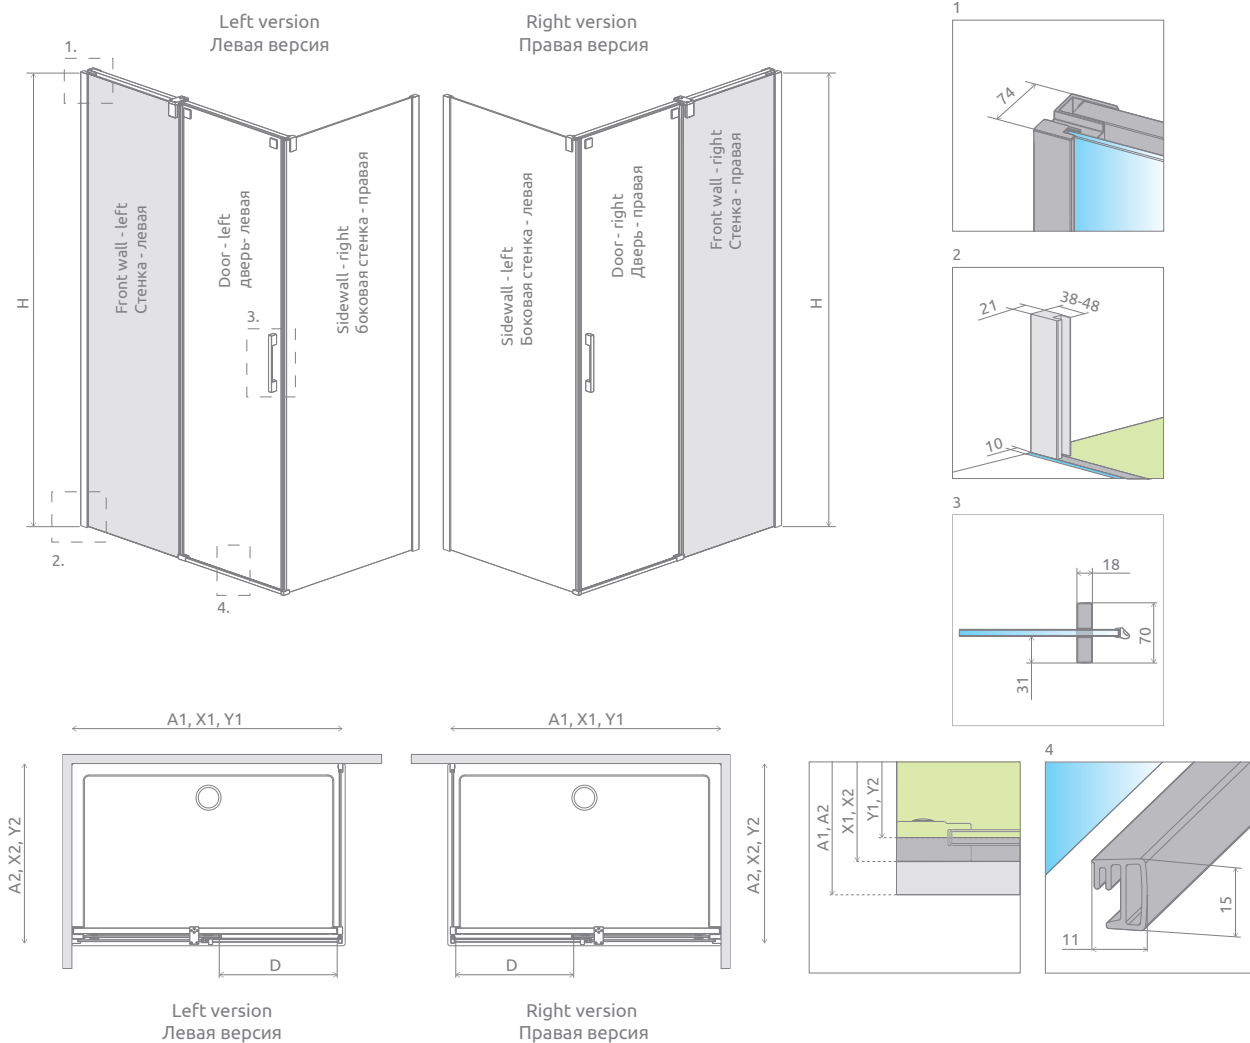 Left version
Левая версия
Right version
Правая версия
1
1.
74
Front wall - left
Стенка - левая
Door - left
дверь- левая
Sidewall - right
боковая стенка - правая
Sidewall - left
Боковая стенка - левая
Door - right
Дверь - правая
Front wall - right
Стенка - правая
H
H
3.
2.
4.
2
21
38-48
10
3
18
70
31
A1, X1, Y1
A1, X1, Y1
A2, X2, Y2
A2, X2, Y2
D
D
A1, A2
X1, X2
Y1, Y2
4
15
11
Left version
Левая версия
Right version
Правая версия